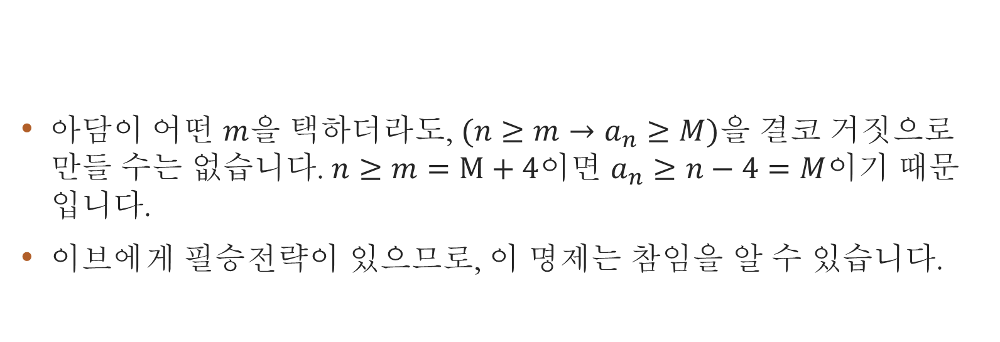 • 아담이 어떤 m을 택하더라도, (n ≥ m → aₙ ≥ M)을 결코 거짓으로
만들 수는 없습니다. n ≥ m = M + 4이면 aₙ ≥ n − 4 = M이기 때문
입니다.
• 이브에게 필승전략이 있으므로, 이 명제는 참임을 알 수 있습니다.